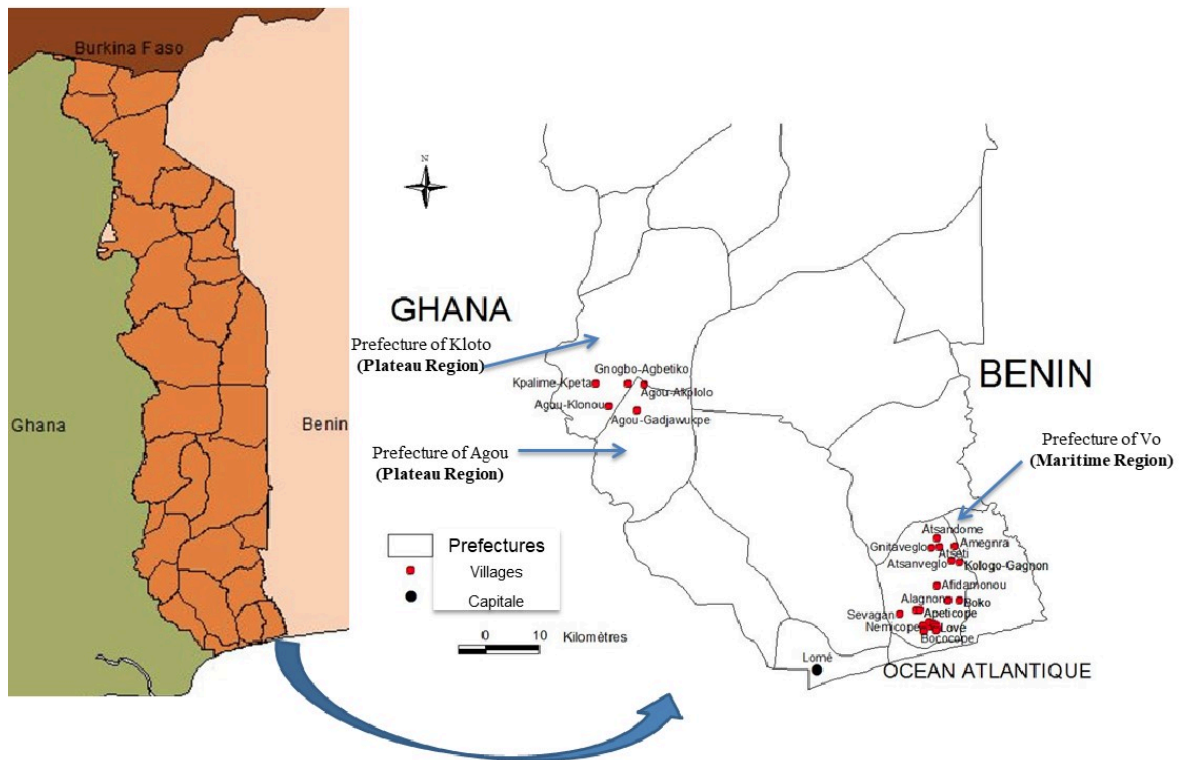 Burkina Faso
Ghana
Benin
N
GHANA
Prefecture of Kloto
(Plateau Region)
Gnogbo-Agbetiko
Kpalime-Kpeta
Agou-Akplolo
Agou-Klonou
Agou-Gadjawukpe
Prefecture of Agou
(Plateau Region)
BENIN
Prefecture of Vo
(Maritime Region)
Atsandome
Gnitaveglo
Amegnra
Atseti
Atsanveglo
Kologo-Gagnon
Afidamonou
Alagnon
Boko
Sevagan
Apeticope
Nemicope
Love
Bococope
Prefectures
Villages
Capitale
0 10 Kilomètres
Lomé
OCEAN ATLANTIQUE